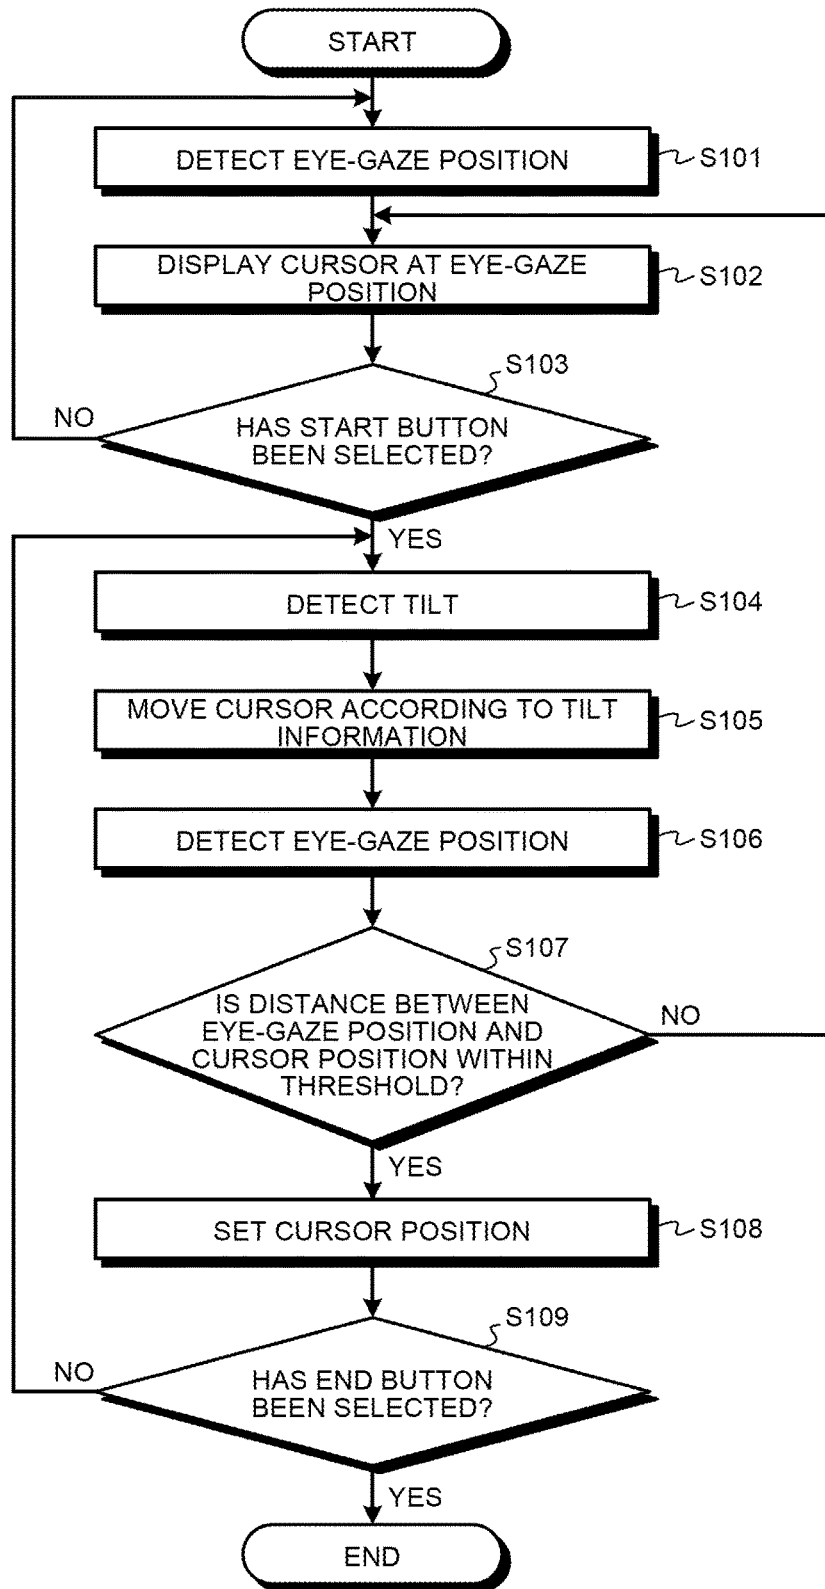 START
DETECT EYE-GAZE POSITION
S101
DISPLAY CURSOR AT EYE-GAZE
POSITION
S102
S103
NO
HAS START BUTTON
BEEN SELECTED?
YES
DETECT TILT
S104
MOVE CURSOR ACCORDING TO TILT
INFORMATION
S105
DETECT EYE-GAZE POSITION
S106
S107
IS DISTANCE BETWEEN
EYE-GAZE POSITION AND
CURSOR POSITION WITHIN
THRESHOLD?
NO
YES
SET CURSOR POSITION
S108
S109
NO
HAS END BUTTON
BEEN SELECTED?
YES
END